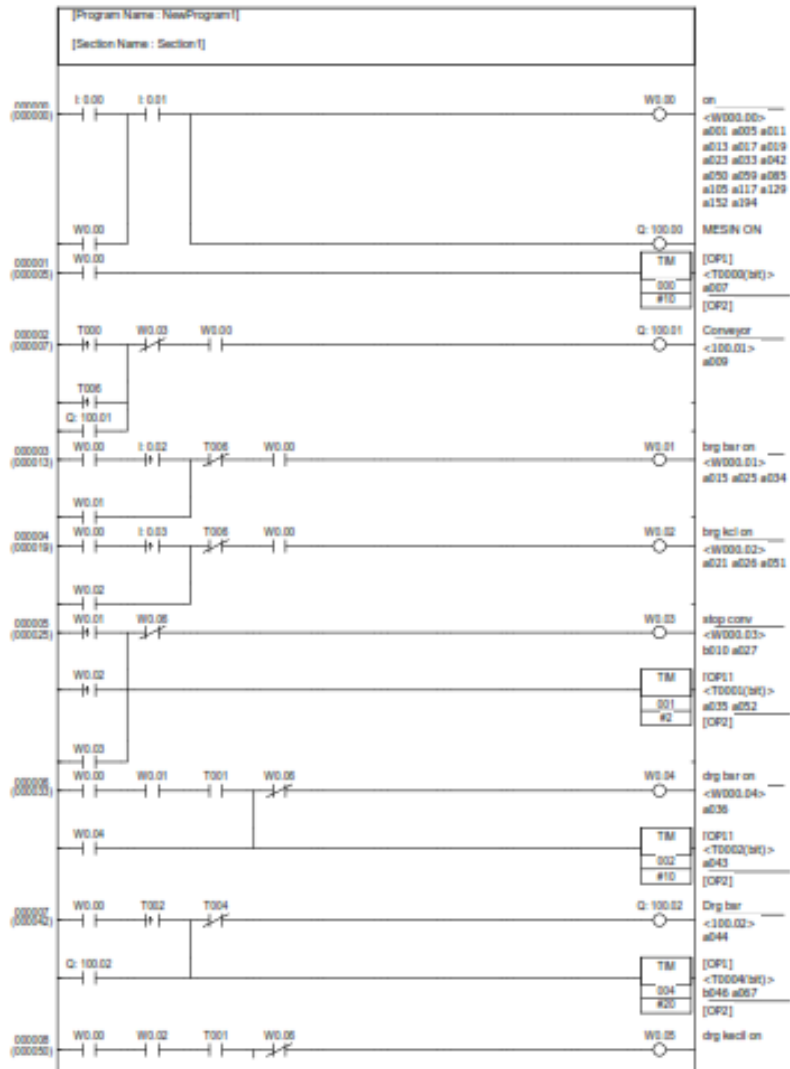 [Program Name : NewProgram1]
[Section Name : Section1]
000000 (000000)
I: 0.00 I: 0.01 W0.00 on
<W000.00>
a001 a005 a011
a013 a017 a019
a023 a033 a042
a050 a059 a085
a105 a117 a129
a152 a194
W0.00 Q: 100.00 MESIN ON
000001 (000005)
W0.00 TIM [OP1]
<T0000(bit)>
000 a007
#10 [OP2]
000002 (000007)
T000 W0.03 W0.00 Q: 100.01 Conveyor
<100.01>
a009
T006
Q: 100.01
000003 (000013)
W0.00 I: 0.02 T006 W0.00 W0.01 brg bsr on
<W000.01>
a015 a025 a034
W0.01
000004 (000019)
W0.00 I: 0.03 T006 W0.00 W0.02 brg kcl on
<W000.02>
a021 a026 a051
W0.02
000005 (000025)
W0.01 W0.06 W0.03 stop conv
<W000.03>
b010 a027
W0.02 TIM [OP1]
<T0001(bit)>
001 a035 a052
#2 [OP2]
W0.03
000006 (000033)
W0.00 W0.01 T001 W0.06 W0.04 drg bsr on
<W000.04>
a036
W0.04 TIM [OP1]
<T0002(bit)>
002 a043
#10 [OP2]
000007 (000042)
W0.00 T002 T004 Q: 100.02 Drg bsr
<100.02>
a044
Q: 100.02 TIM [OP1]
<T0004(bit)>
004 b046 a067
#20 [OP2]
000008 (000050)
W0.00 W0.02 T001 W0.06 W0.05 drg kecil on